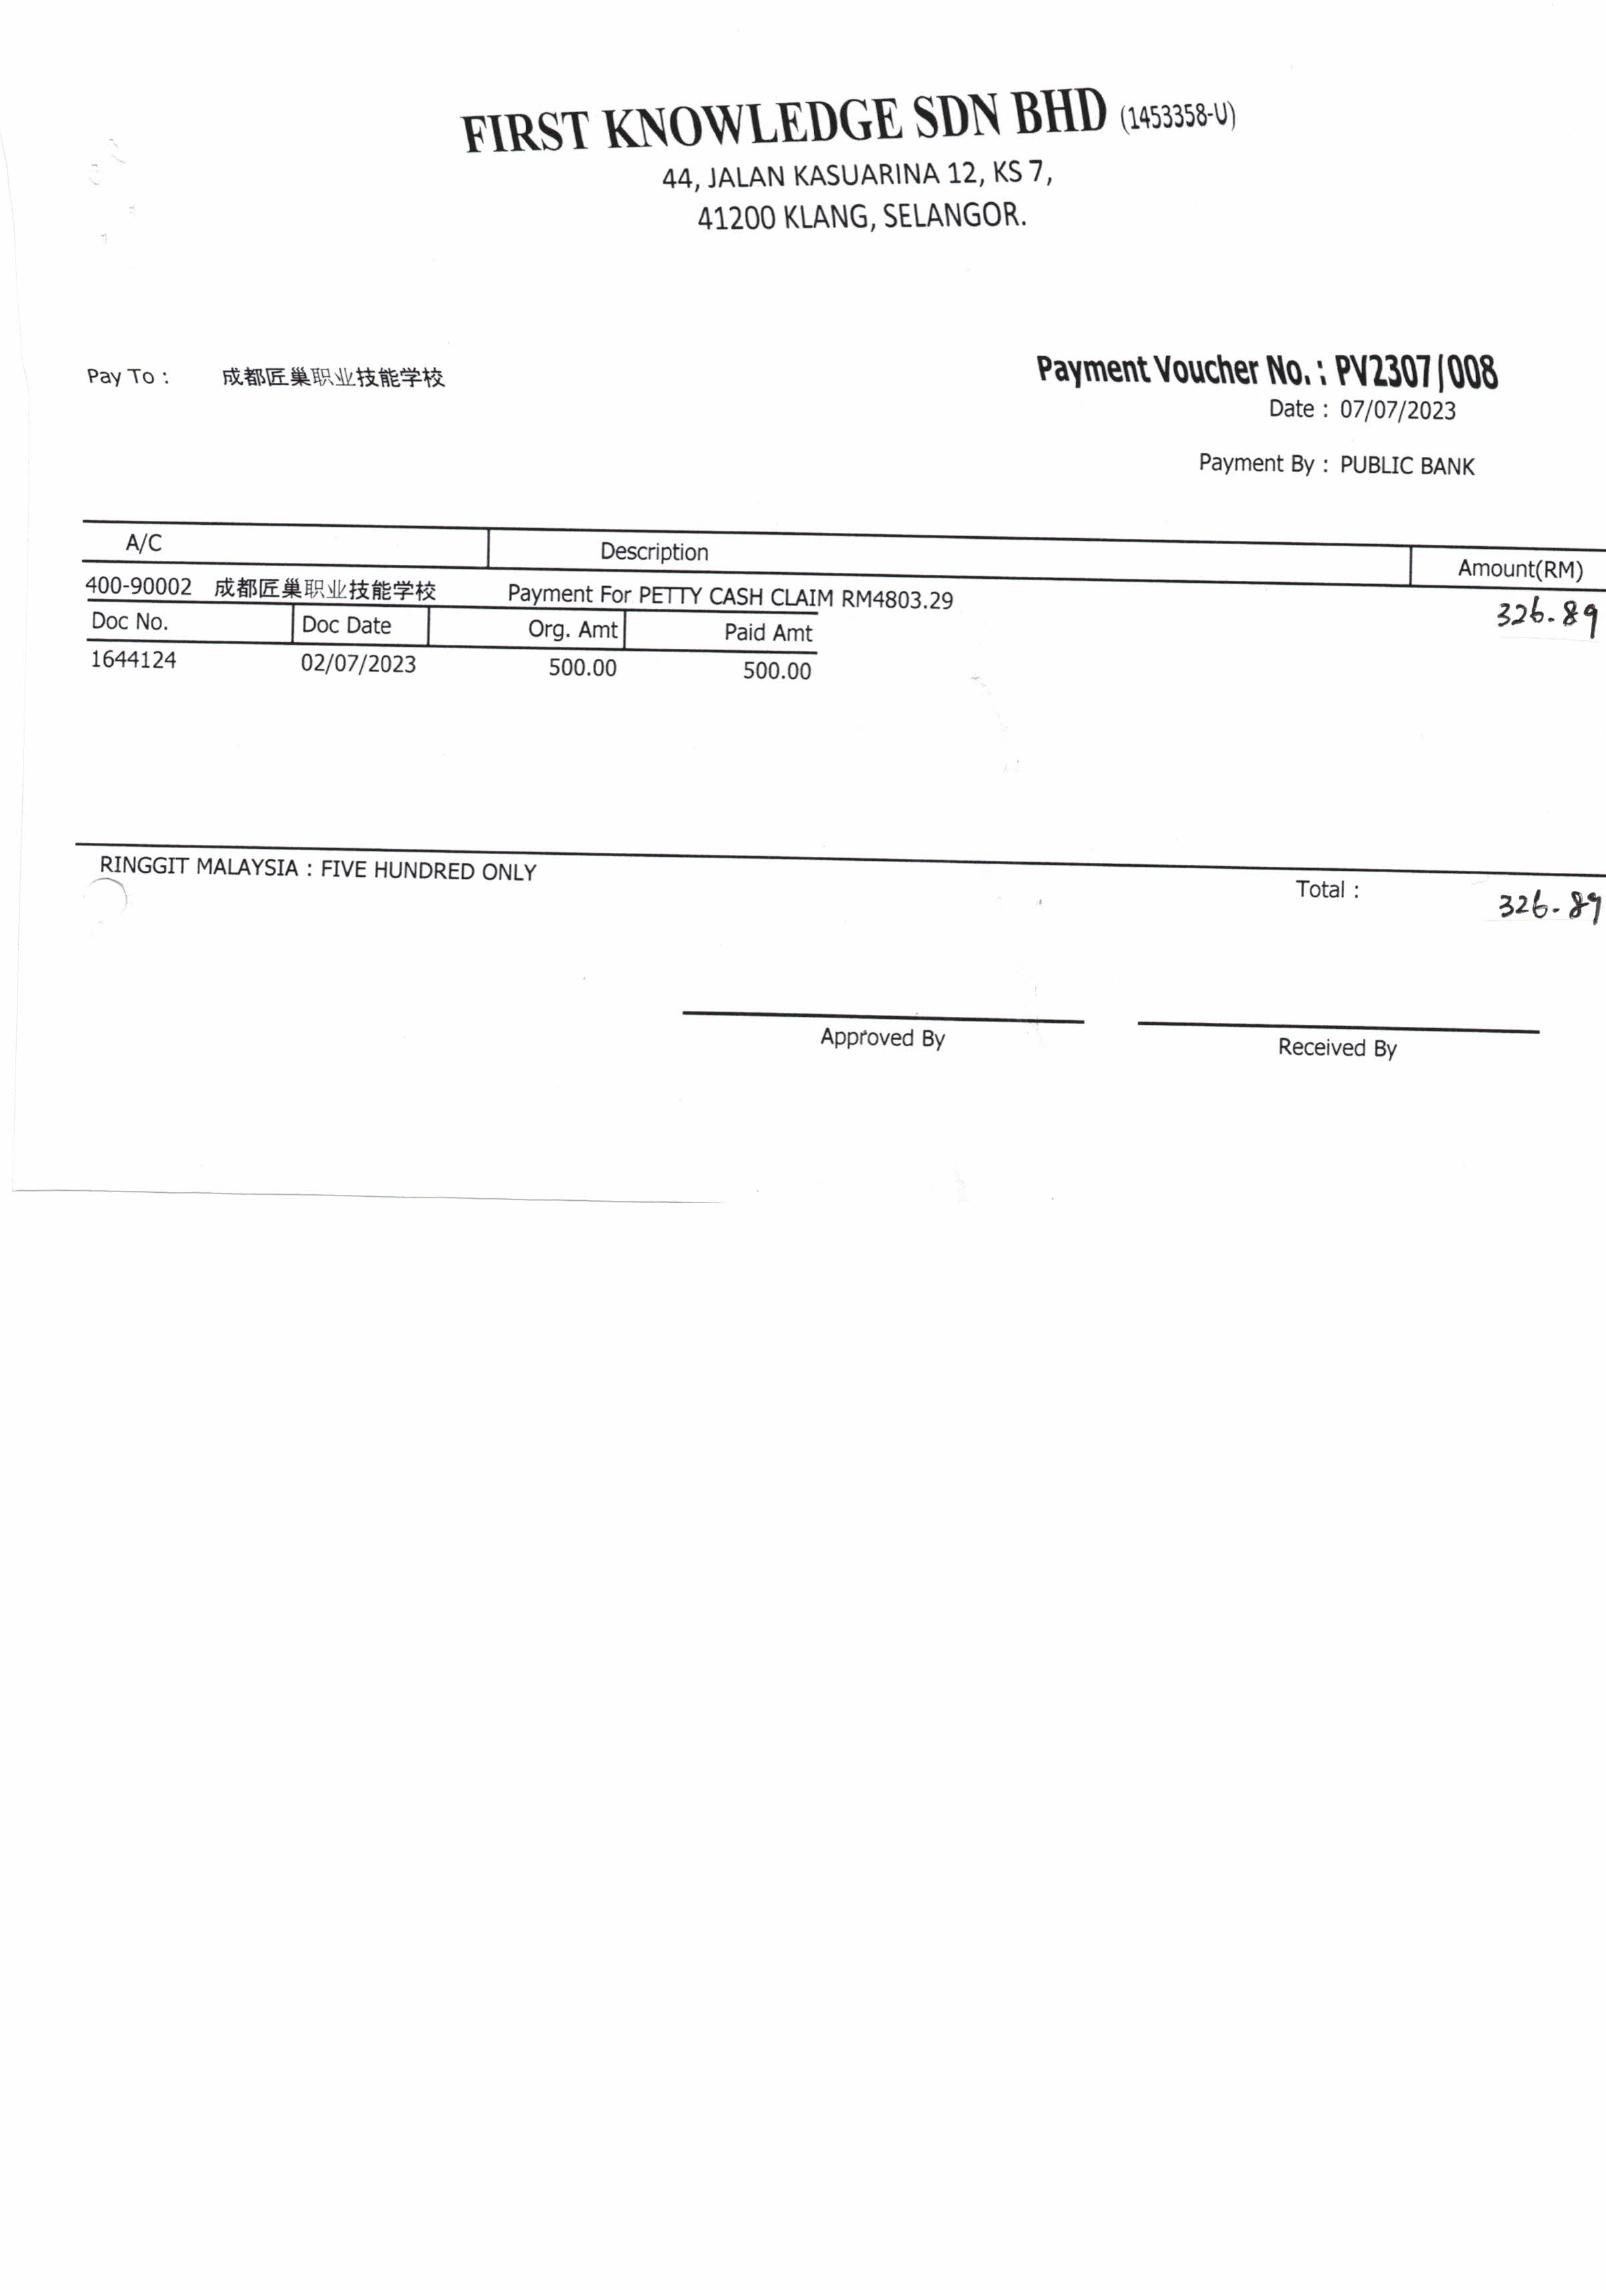 FIRST KNOWLEDGE SDN BHD (1453358-U)
44, JALAN KASUARINA 12, KS 7,
41200 KLANG, SELANGOR.
Pay To : 成都匠巢职业技能学校
Payment Voucher No. : PV2307|008
Date : 07/07/2023
Payment By : PUBLIC BANK
A/C Description Amount(RM)
400-90002 成都匠巢职业技能学校 Payment For PETTY CASH CLAIM RM4803.29 326.89
Doc No. Doc Date Org. Amt Paid Amt
1644124 02/07/2023 500.00 500.00
RINGGIT MALAYSIA : FIVE HUNDRED ONLY Total : 326.89
Approved By Received By